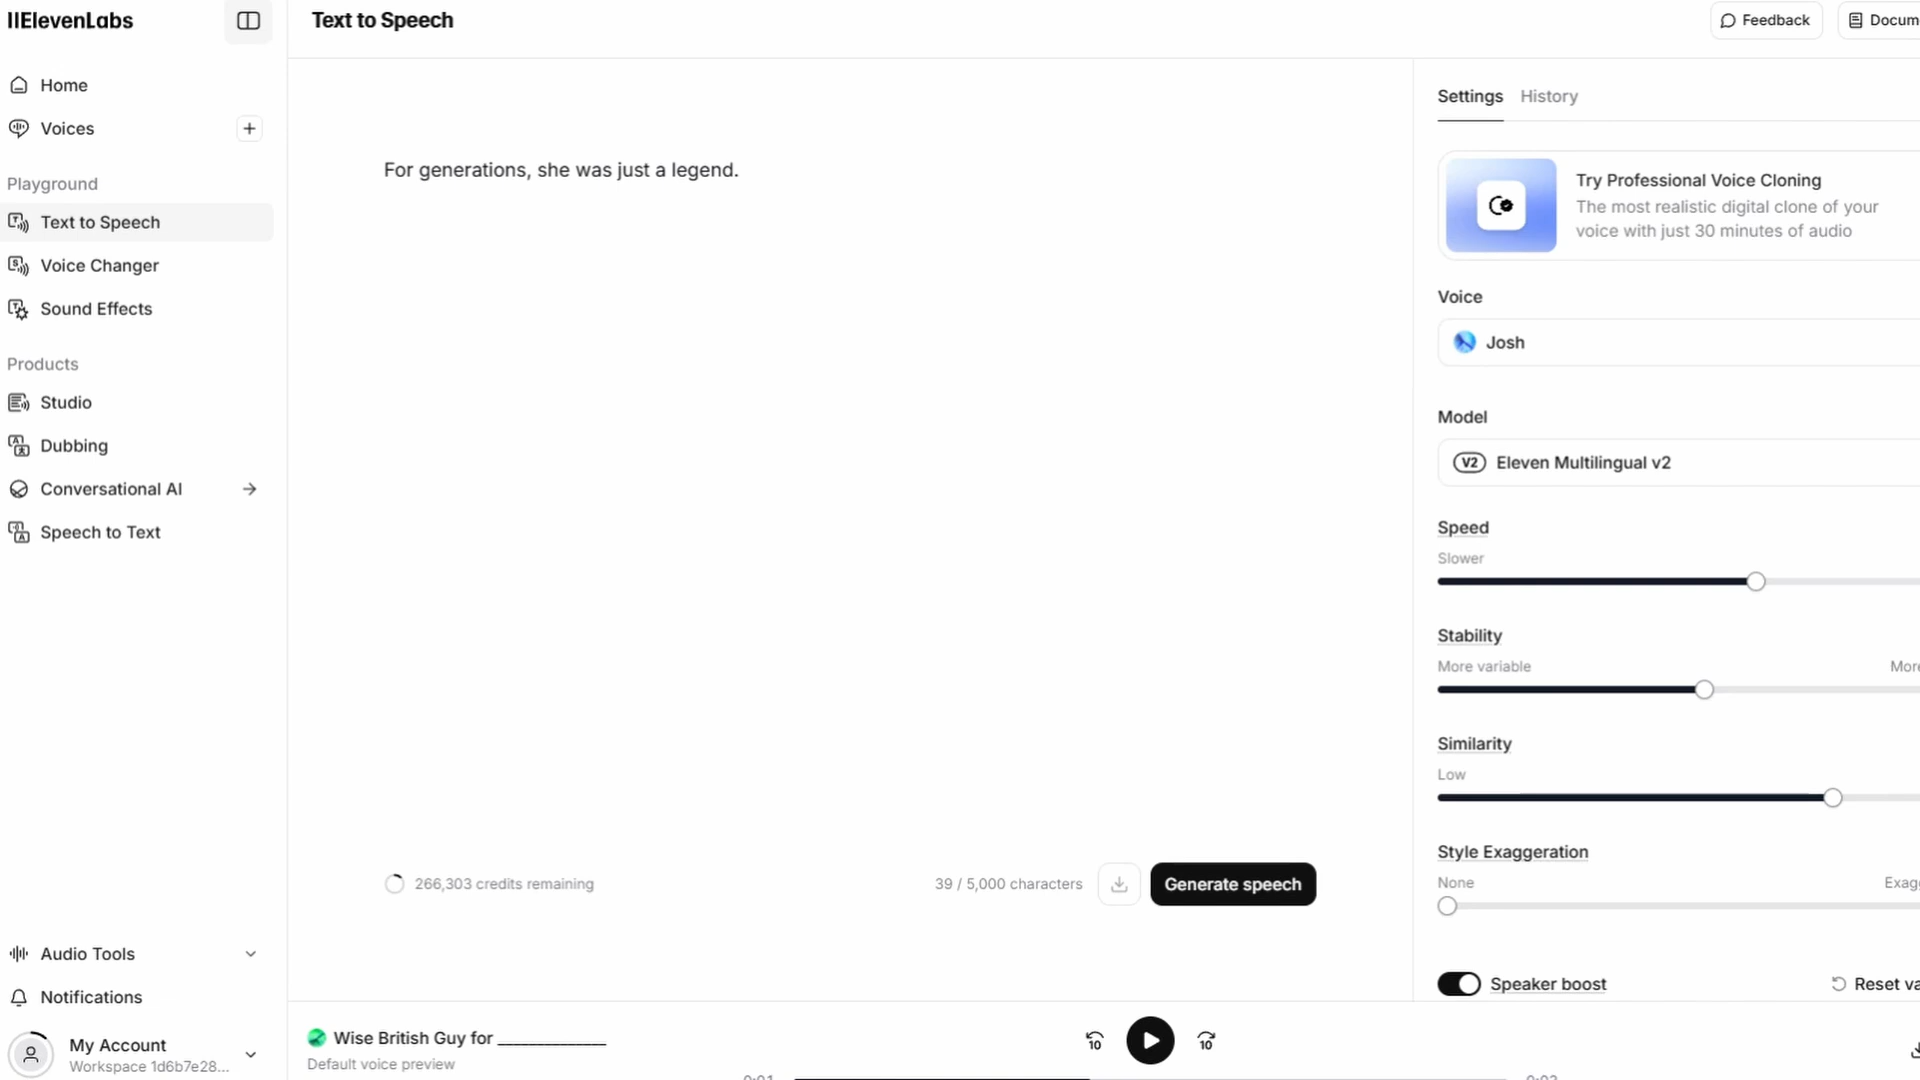 IIElevenLabs
Home
Voices
Playground
Text to Speech
Voice Changer
Sound Effects
Products
Studio
Dubbing
Conversational AI
Speech to Text
Audio Tools
Notifications
My Account
Workspace 1d6b7e28...
Text to Speech
Feedback
For generations, she was just a legend.
266,303 credits remaining
39 / 5,000 characters
Generate speech
Settings
History
Try Professional Voice Cloning
The most realistic digital clone of your
voice with just 30 minutes of audio
Voice
Josh
Model
V2 Eleven Multilingual v2
Speed
Slower
Stability
More variable
More
Similarity
Low
Style Exaggeration
None
Speaker boost
Reset
Wise British Guy for ______________
Default voice preview
10
10